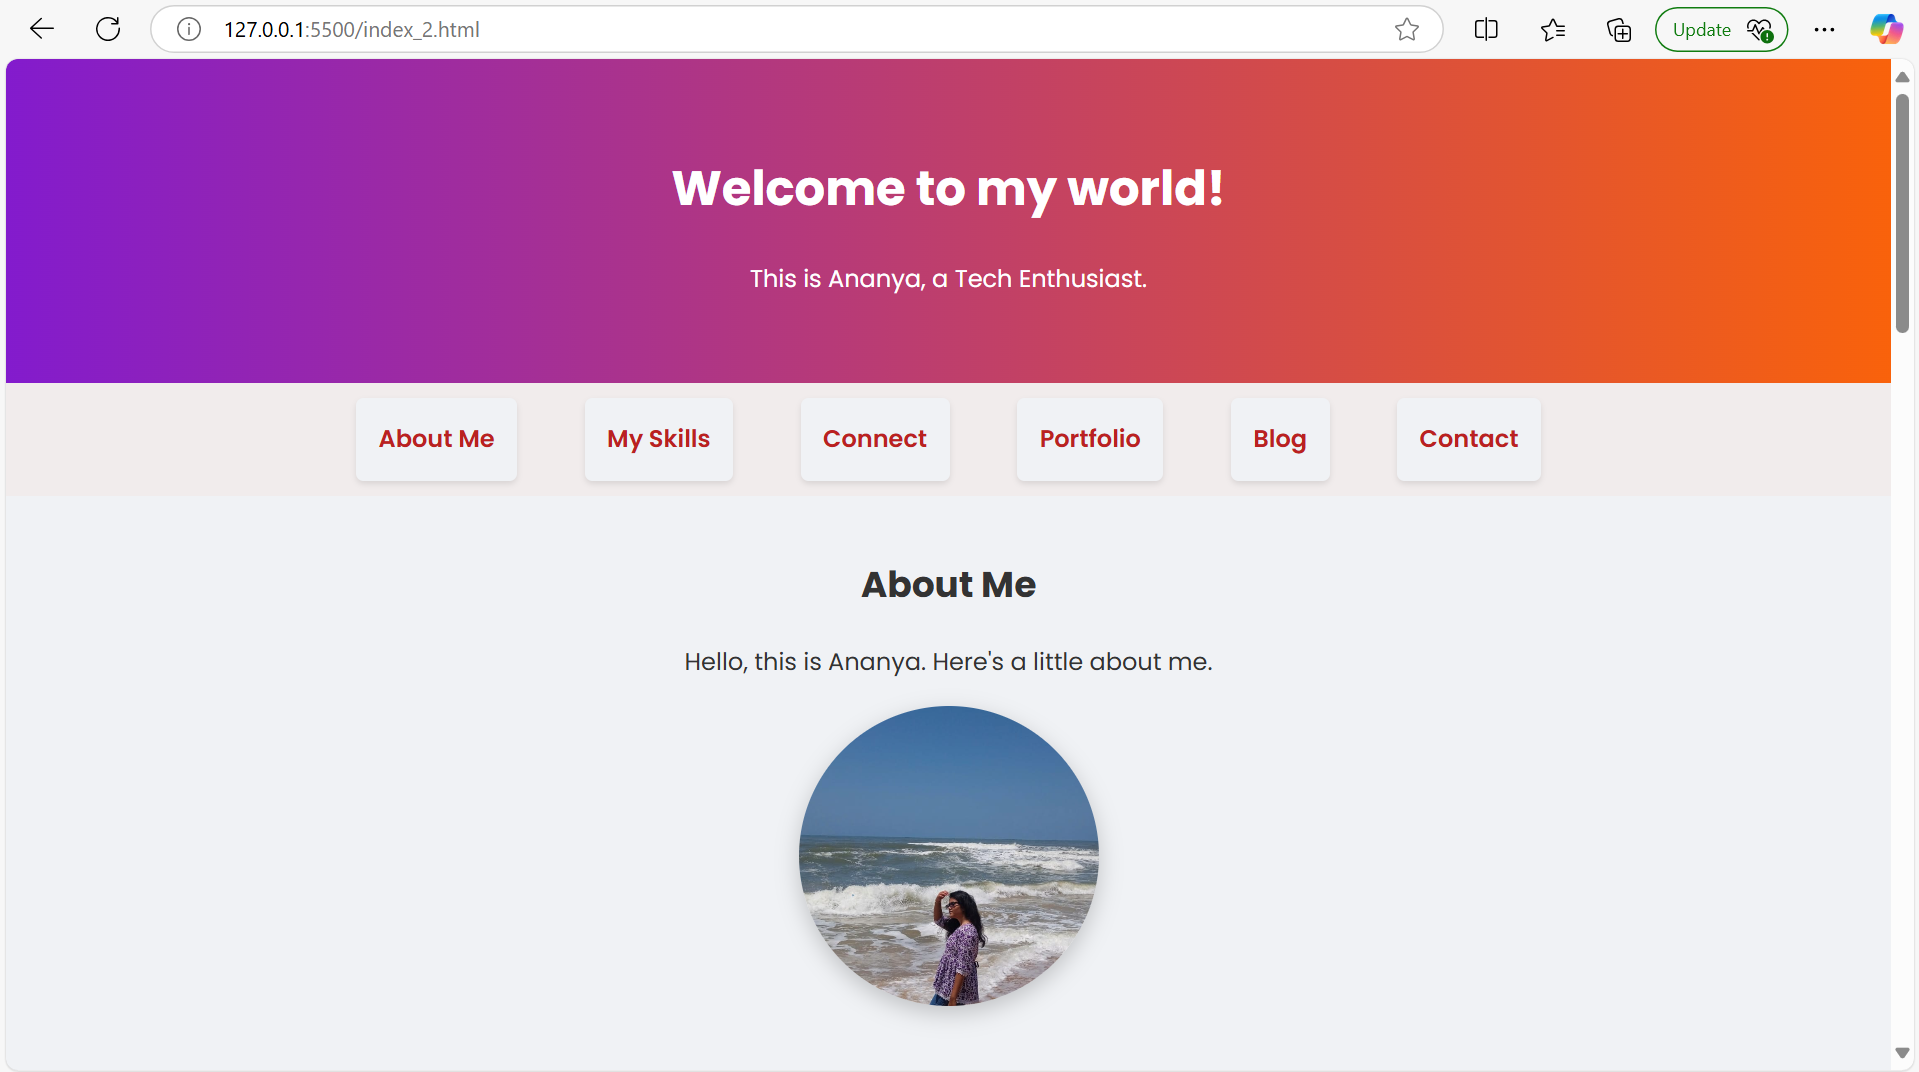 127.0.0.1:5500/index_2.html
Update
Welcome to my world!
This is Ananya, a Tech Enthusiast.
About Me My Skills Connect Portfolio Blog Contact
About Me
Hello, this is Ananya. Here's a little about me.